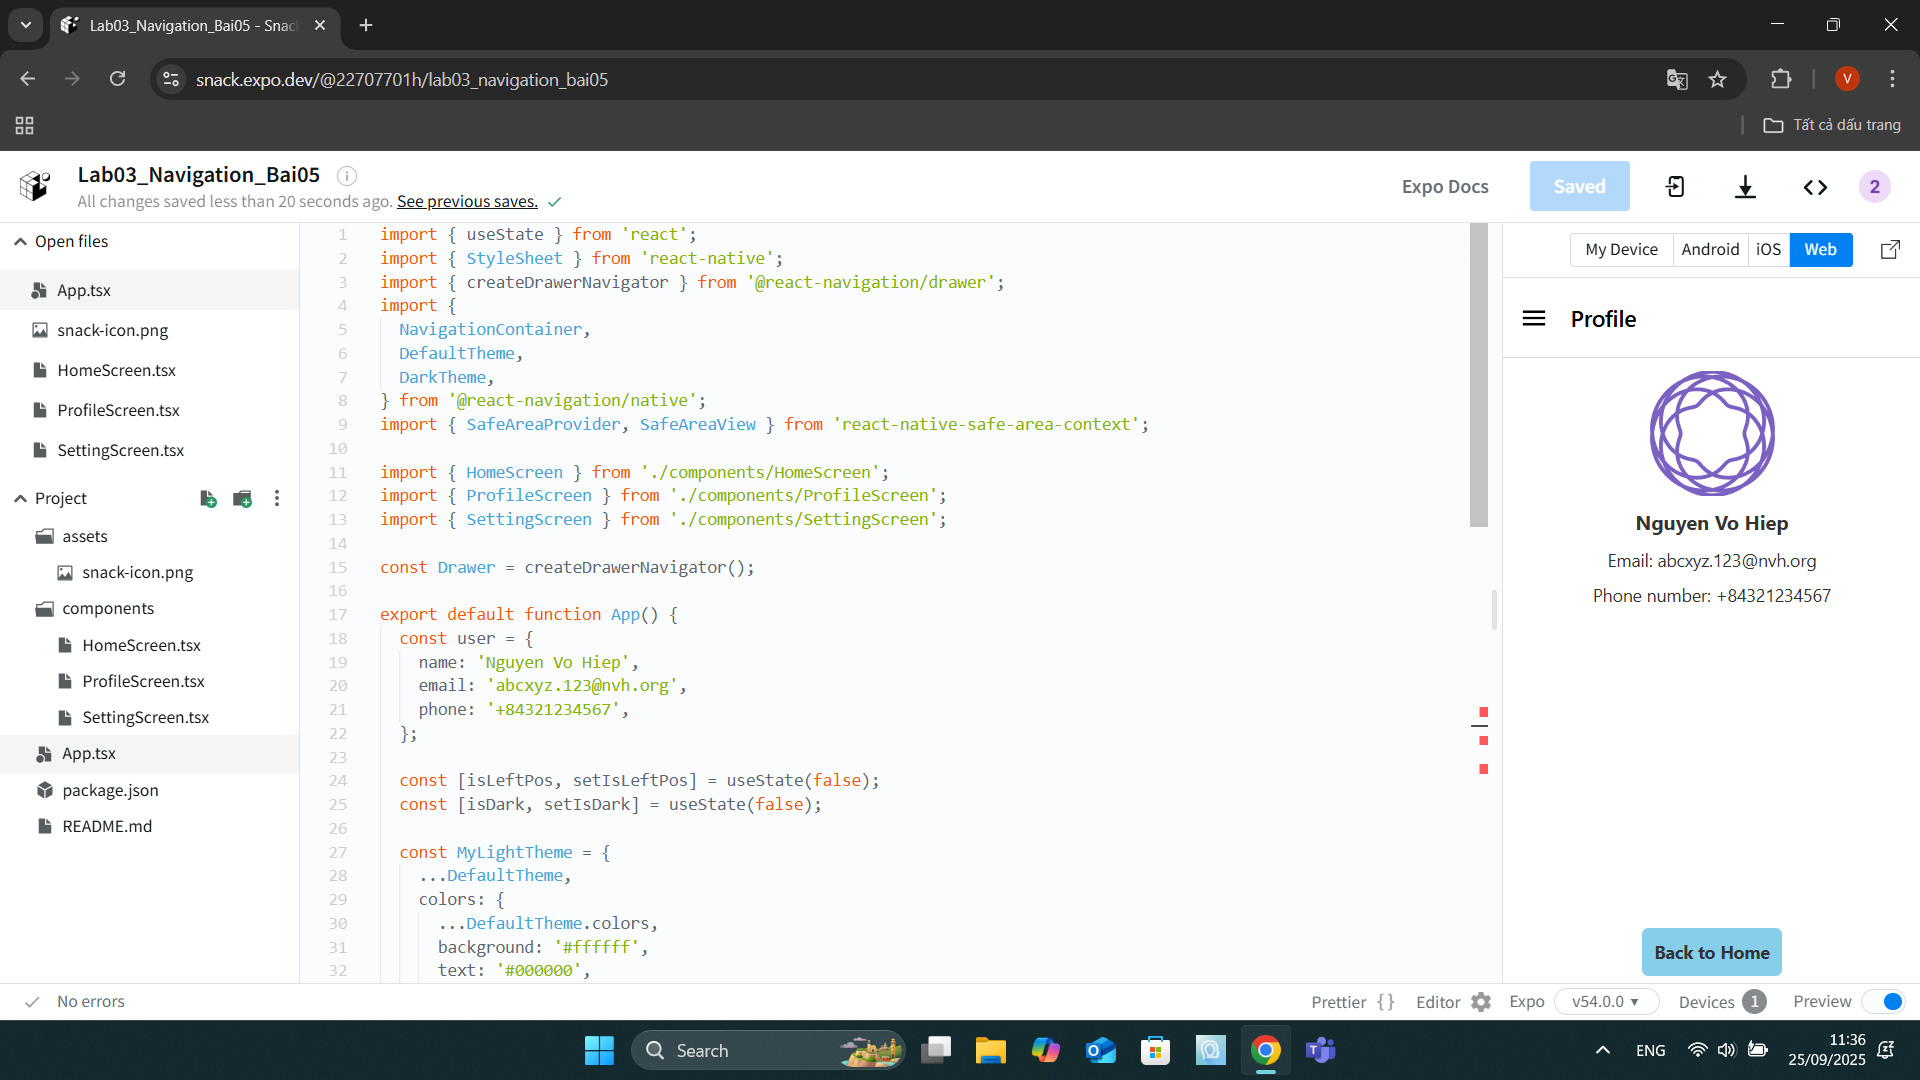 Lab03_Navigation_Bai05 - Snac
snack.expo.dev/@22707701h/lab03_navigation_bai05
V
Tất cả dấu trang
Lab03_Navigation_Bai05
All changes saved less than 20 seconds ago. See previous saves.
Expo Docs
Saved
2
Open files
App.tsx
snack-icon.png
HomeScreen.tsx
ProfileScreen.tsx
SettingScreen.tsx
Project
assets
snack-icon.png
components
HomeScreen.tsx
ProfileScreen.tsx
SettingScreen.tsx
App.tsx
package.json
README.md
1 import { useState } from 'react';
2 import { StyleSheet } from 'react-native';
3 import { createDrawerNavigator } from '@react-navigation/drawer';
4 import {
5 NavigationContainer,
6 DefaultTheme,
7 DarkTheme,
8 } from '@react-navigation/native';
9 import { SafeAreaProvider, SafeAreaView } from 'react-native-safe-area-context';
10
11 import { HomeScreen } from './components/HomeScreen';
12 import { ProfileScreen } from './components/ProfileScreen';
13 import { SettingScreen } from './components/SettingScreen';
14
15 const Drawer = createDrawerNavigator();
16
17 export default function App() {
18 const user = {
19 name: 'Nguyen Vo Hiep',
20 email: 'abcxyz.123@nvh.org',
21 phone: '+84321234567',
22 };
23
24 const [isLeftPos, setIsLeftPos] = useState(false);
25 const [isDark, setIsDark] = useState(false);
26
27 const MyLightTheme = {
28 ...DefaultTheme,
29 colors: {
30 ...DefaultTheme.colors,
31 background: '#ffffff',
32 text: '#000000',
My Device
Android
iOS
Web
Profile
Nguyen Vo Hiep
Email: abcxyz.123@nvh.org
Phone number: +84321234567
Back to Home
No errors
Prettier { }
Editor
Expo
v54.0.0
Devices 1
Preview
Search
ENG
11:36
25/09/2025